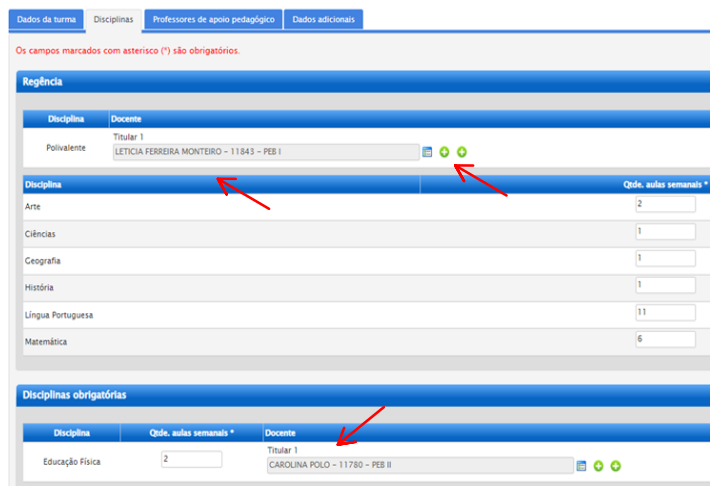 Dados da turma Disciplinas Professores de apoio pedagógico Dados adicionais
Os campos marcados com asterisco (*) são obrigatórios.
Regência
Disciplina Docente
Titular 1
Polivalente LETICIA FERREIRA MONTEIRO - 11843 - PEB I
Disciplina Qtde. aulas semanais *
Arte 2
Ciências 1
Geografia 1
História 1
Língua Portuguesa 11
Matemática 6
Disciplinas obrigatórias
Disciplina Qtde. aulas semanais * Docente
Titular 1
Educação Física 2 CAROLINA POLO - 11780 - PEB II